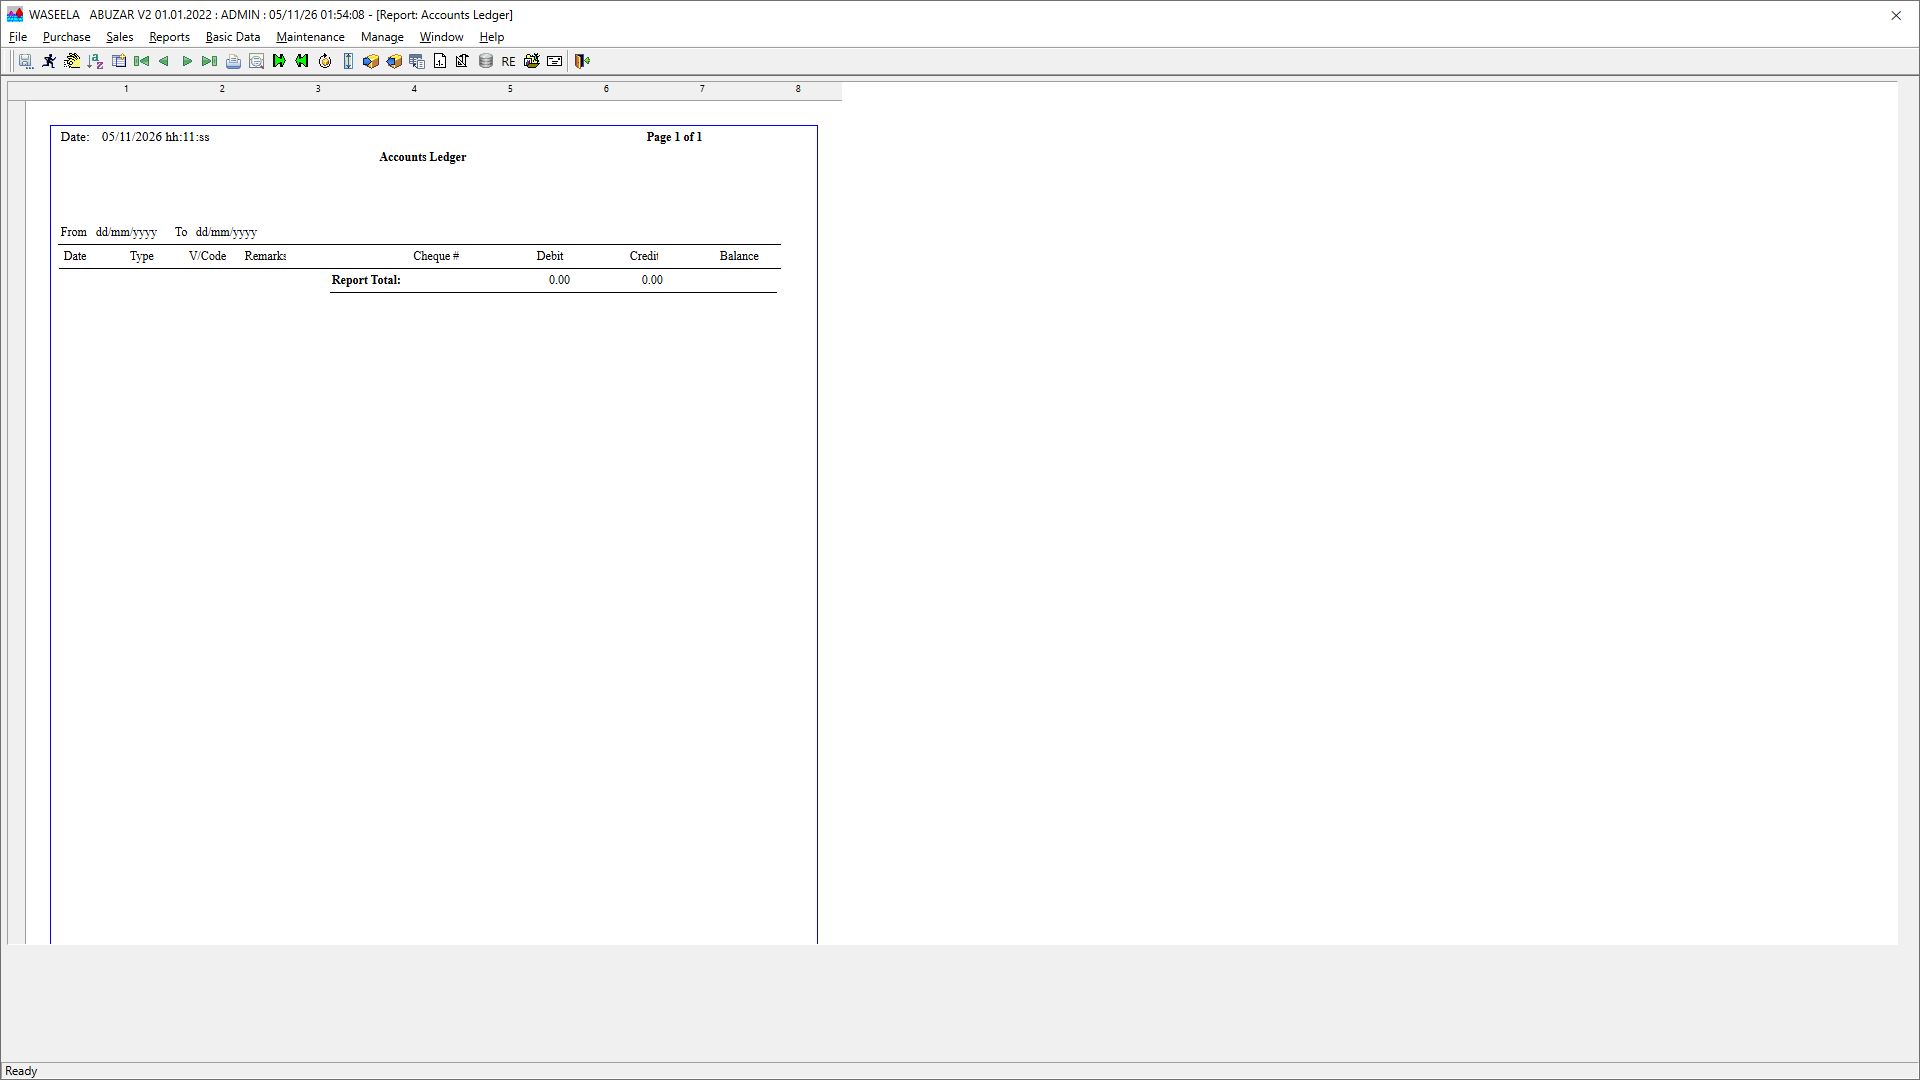 WASEELA   ABUZAR V2 01.01.2022 : ADMIN : 05/11/26 01:54:08 - [Report: Accounts Ledger]
File Purchase Sales Reports Basic Data Maintenance Manage Window Help
RE
1 2 3 4 5 6 7 8
Date: 05/11/2026 hh:11:ss Page 1 of 1
Accounts Ledger
From dd/mm/yyyy To dd/mm/yyyy
Date Type V/Code Remarks Cheque # Debit Credit Balance
Report Total: 0.00 0.00
Ready